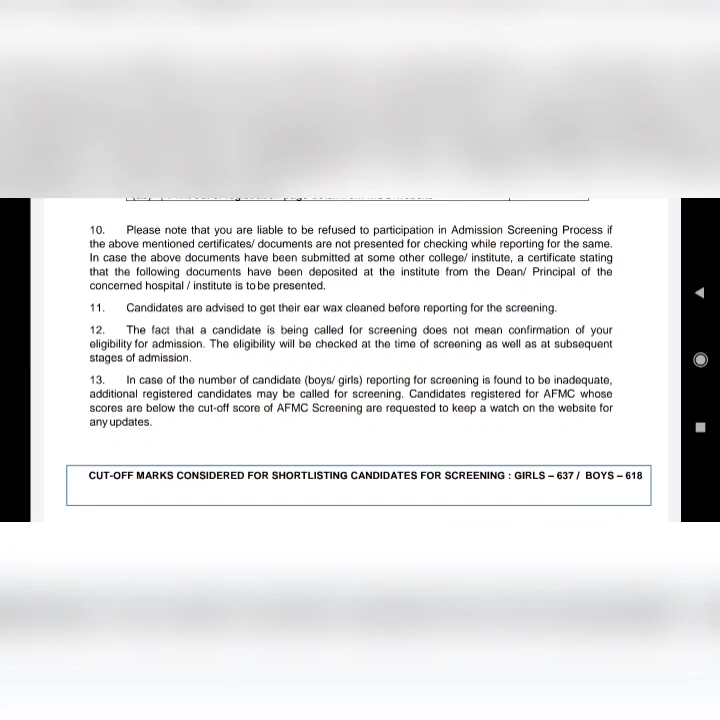 10. Please note that you are liable to be refused to participation in Admission Screening Process if
the above mentioned certificates/ documents are not presented for checking while reporting for the same.
In case the above documents have been submitted at some other college/ institute, a certificate stating
that the following documents have been deposited at the institute from the Dean/ Principal of the
concerned hospital / institute is to be presented.
11. Candidates are advised to get their ear wax cleaned before reporting for the screening.
12. The fact that a candidate is being called for screening does not mean confirmation of your
eligibility for admission. The eligibility will be checked at the time of screening as well as at subsequent
stages of admission.
13. In case of the number of candidate (boys/ girls) reporting for screening is found to be inadequate,
additional registered candidates may be called for screening. Candidates registered for AFMC whose
scores are below the cut-off score of AFMC Screening are requested to keep a watch on the website for
any updates.
CUT-OFF MARKS CONSIDERED FOR SHORTLISTING CANDIDATES FOR SCREENING : GIRLS – 637 / BOYS – 618